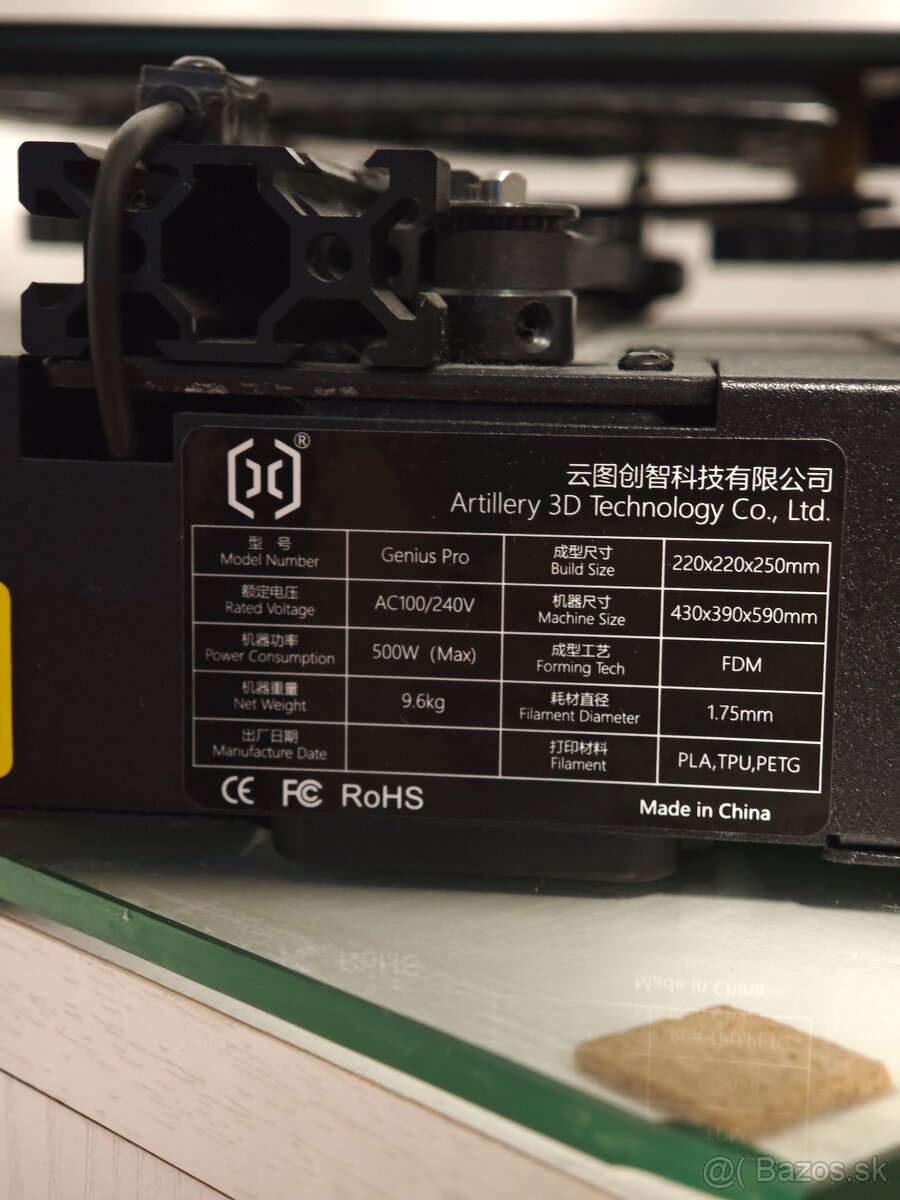 ®
云图创智科技有限公司
Artillery 3D Technology Co., Ltd.
型 号
Model Number
Genius Pro
成型尺寸
Build Size
220x220x250mm
额定电压
Rated Voltage
AC100/240V
机器尺寸
Machine Size
430x390x590mm
机器功率
Power Consumption
500W (Max)
成型工艺
Forming Tech
FDM
机器重量
Net Weight
9.6kg
耗材直径
Filament Diameter
1.75mm
出厂日期
Manufacture Date
打印材料
Filament
PLA,TPU,PETG
CE FC RoHS
Made in China
@( Bazos.sk